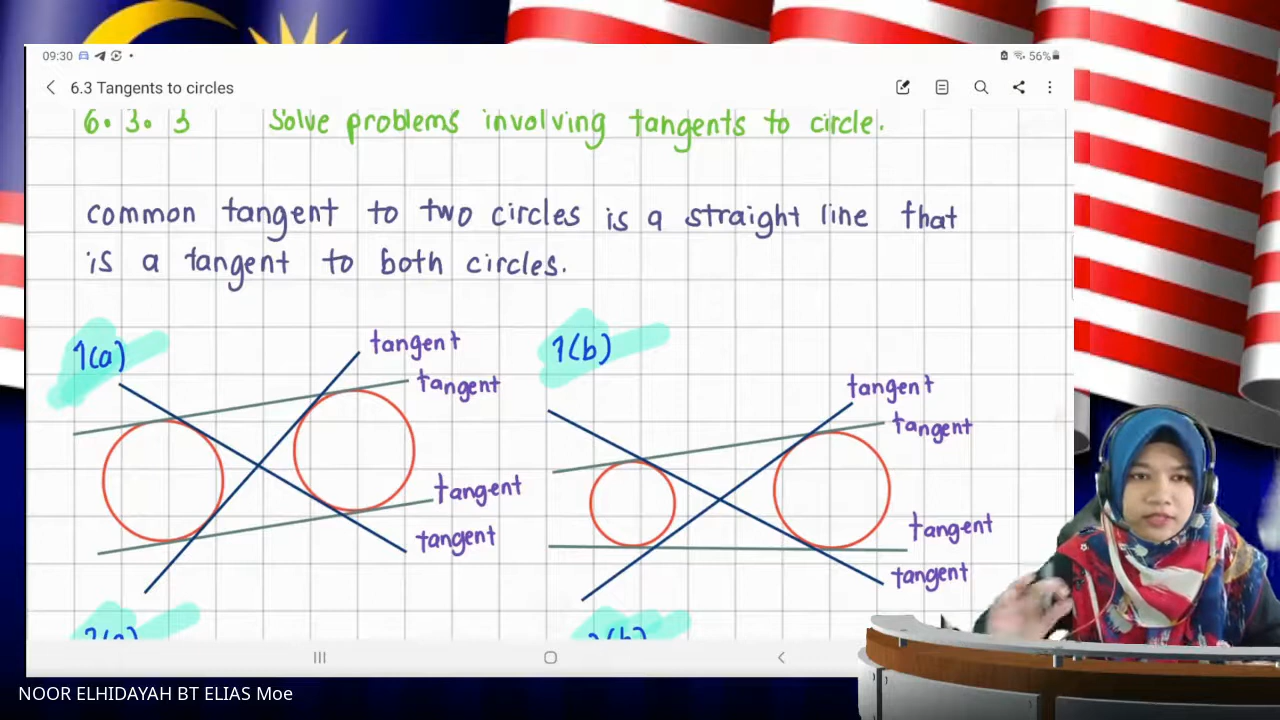 09:30
56%
6.3 Tangents to circles
6.3.3 Solve problems involving tangents to circle.
common tangent to two circles is a straight line that
is a tangent to both circles.
1(a)
tangent
tangent
tangent
tangent
1(b)
tangent
tangent
tangent
tangent
NOOR ELHIDAYAH BT ELIAS Moe